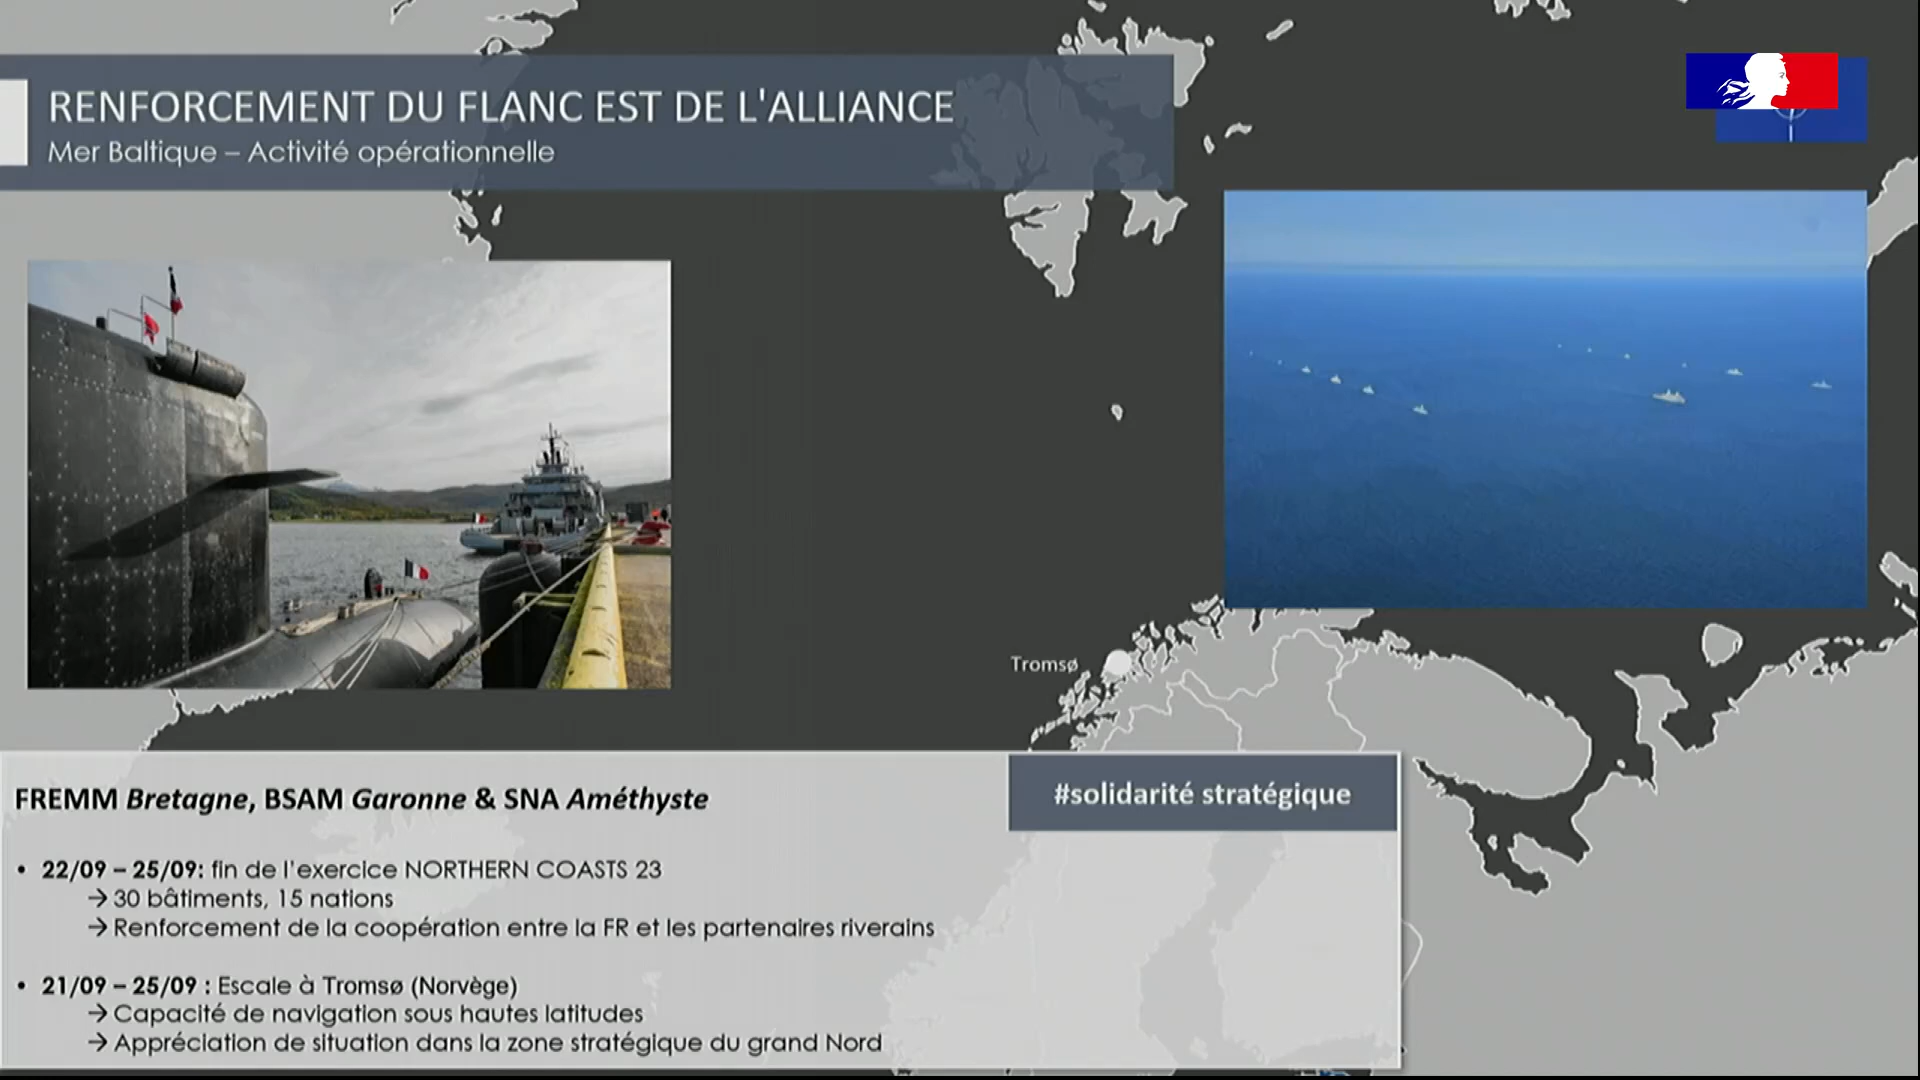 RENFORCEMENT DU FLANC EST DE L'ALLIANCE
Mer Baltique – Activité opérationnelle
Tromsø
#solidarité stratégique
FREMM Bretagne, BSAM Garonne & SNA Améthyste
• 22/09 – 25/09: fin de l'exercice NORTHERN COASTS 23
→ 30 bâtiments, 15 nations
→ Renforcement de la coopération entre la FR et les partenaires riverains
• 21/09 – 25/09 : Escale à Tromsø (Norvège)
→ Capacité de navigation sous hautes latitudes
→ Appréciation de situation dans la zone stratégique du grand Nord